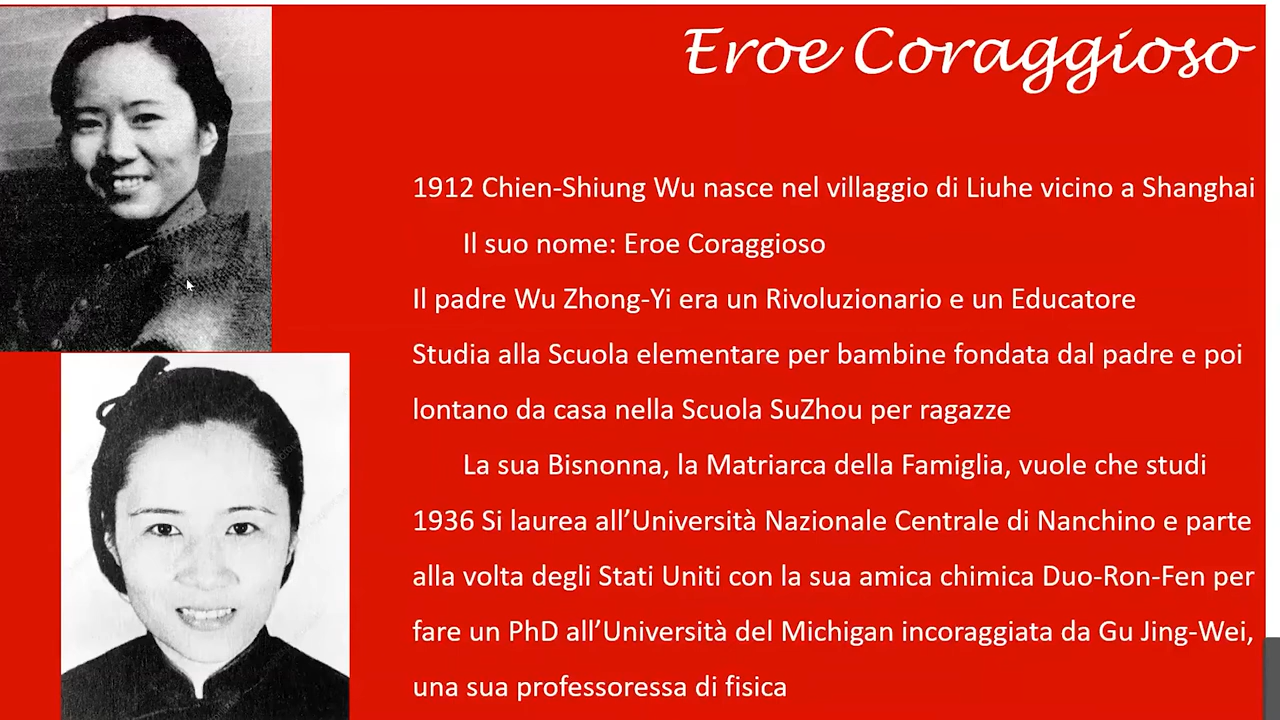 Eroe Coraggioso
1912 Chien-Shiung Wu nasce nel villaggio di Liuhe vicino a Shanghai
Il suo nome: Eroe Coraggioso
Il padre Wu Zhong-Yi era un Rivoluzionario e un Educatore
Studia alla Scuola elementare per bambine fondata dal padre e poi
lontano da casa nella Scuola SuZhou per ragazze
La sua Bisnonna, la Matriarca della Famiglia, vuole che studi
1936 Si laurea all’Università Nazionale Centrale di Nanchino e parte
alla volta degli Stati Uniti con la sua amica chimica Duo-Ron-Fen per
fare un PhD all’Università del Michigan incoraggiata da Gu Jing-Wei,
una sua professoressa di fisica